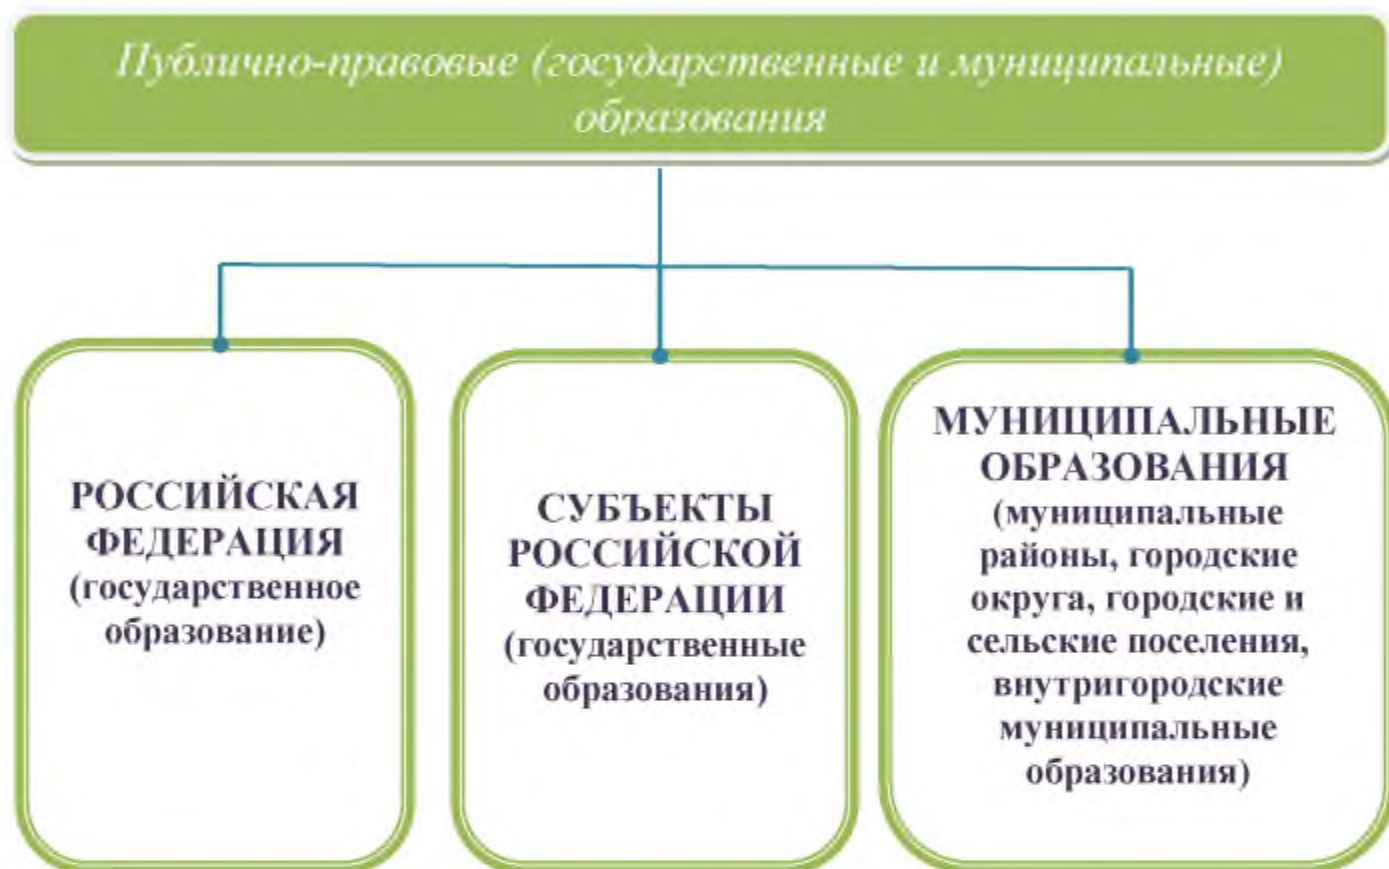 Публично-правовые (государственные и муниципальные)
образования
РОССИЙСКАЯ
ФЕДЕРАЦИЯ
(государственное
образование)
СУБЪЕКТЫ
РОССИЙСКОЙ
ФЕДЕРАЦИИ
(государственные
образования)
МУНИЦИПАЛЬНЫЕ
ОБРАЗОВАНИЯ
(муниципальные
районы, городские
округа, городские и
сельские поселения,
внутригородские
муниципальные
образования)